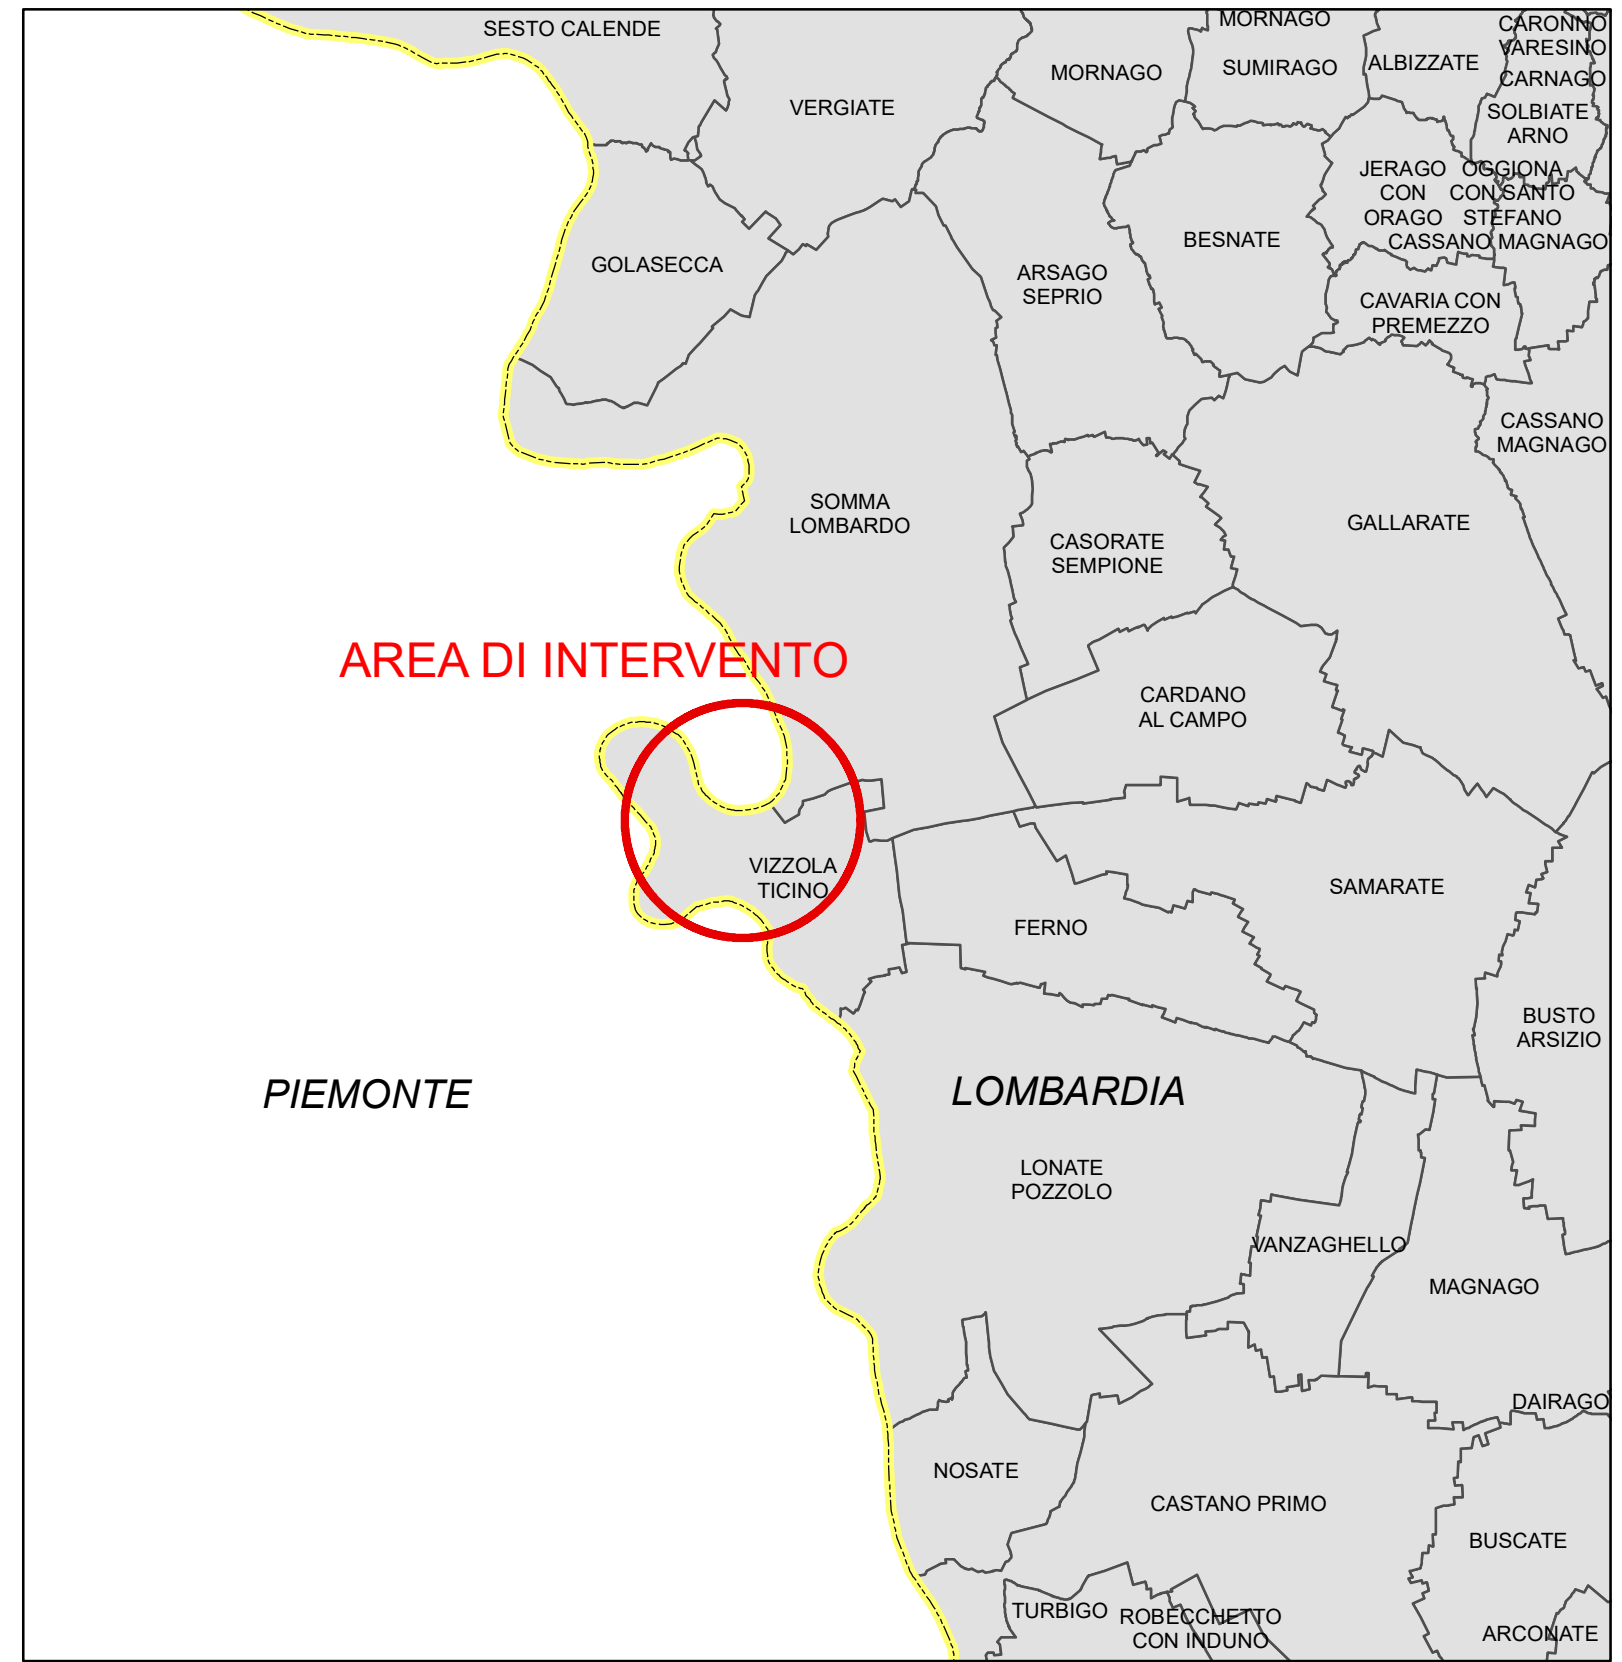 SESTO CALENDE
MORNAGO
CARONNO
VARESINO
VERGIATE
MORNAGO
SUMIRAGO
ALBIZZATE
CARNAGO
SOLBIATE
ARNO
JERAGO
CON
ORAGO
OGGIONA
CON SANTO
STEFANO
CASSANO MAGNAGO
GOLASECCA
ARSAGO
SEPRIO
BESNATE
CAVARIA CON
PREMEZZO
CASSANO
MAGNAGO
SOMMA
LOMBARDO
CASORATE
SEMPIONE
GALLARATE
AREA DI INTERVENTO
CARDANO
AL CAMPO
VIZZOLA
TICINO
FERNO
SAMARATE
BUSTO
ARSIZIO
PIEMONTE
LOMBARDIA
LONATE
POZZOLO
VANZAGHELLO
MAGNAGO
DAIRAGO
NOSATE
CASTANO PRIMO
BUSCATE
TURBIGO
ROBECCHETTO
CON INDUNO
ARCONATE